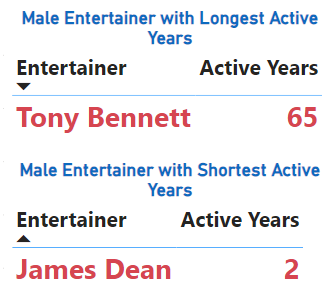 Male Entertainer with Longest Active
Years
Entertainer Active Years
Tony Bennett 65
Male Entertainer with Shortest Active
Years
Entertainer Active Years
James Dean 2